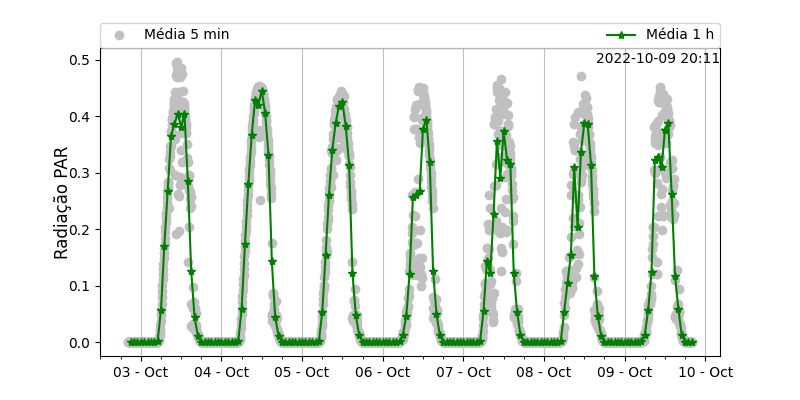 Média 5 min
Média 1 h
2022-10-09 20:11
Radiação PAR
0.5
0.4
0.3
0.2
0.1
0.0
03 - Oct
04 - Oct
05 - Oct
06 - Oct
07 - Oct
08 - Oct
09 - Oct
10 - Oct